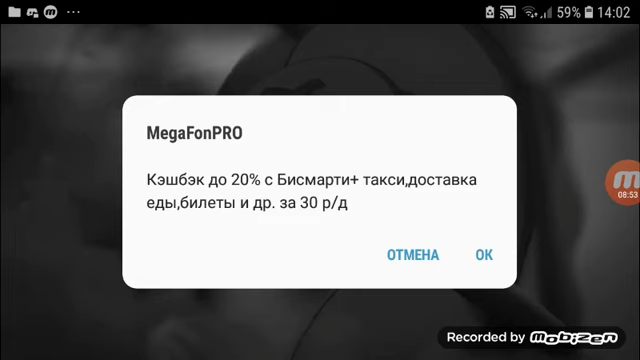 59% 14:02
MegaFonPRO
Кэшбэк до 20% с Бисмарти+ такси,доставка
еды,билеты и др. за 30 р/д
08:53
ОТМЕНА ОК
Recorded by mobizen